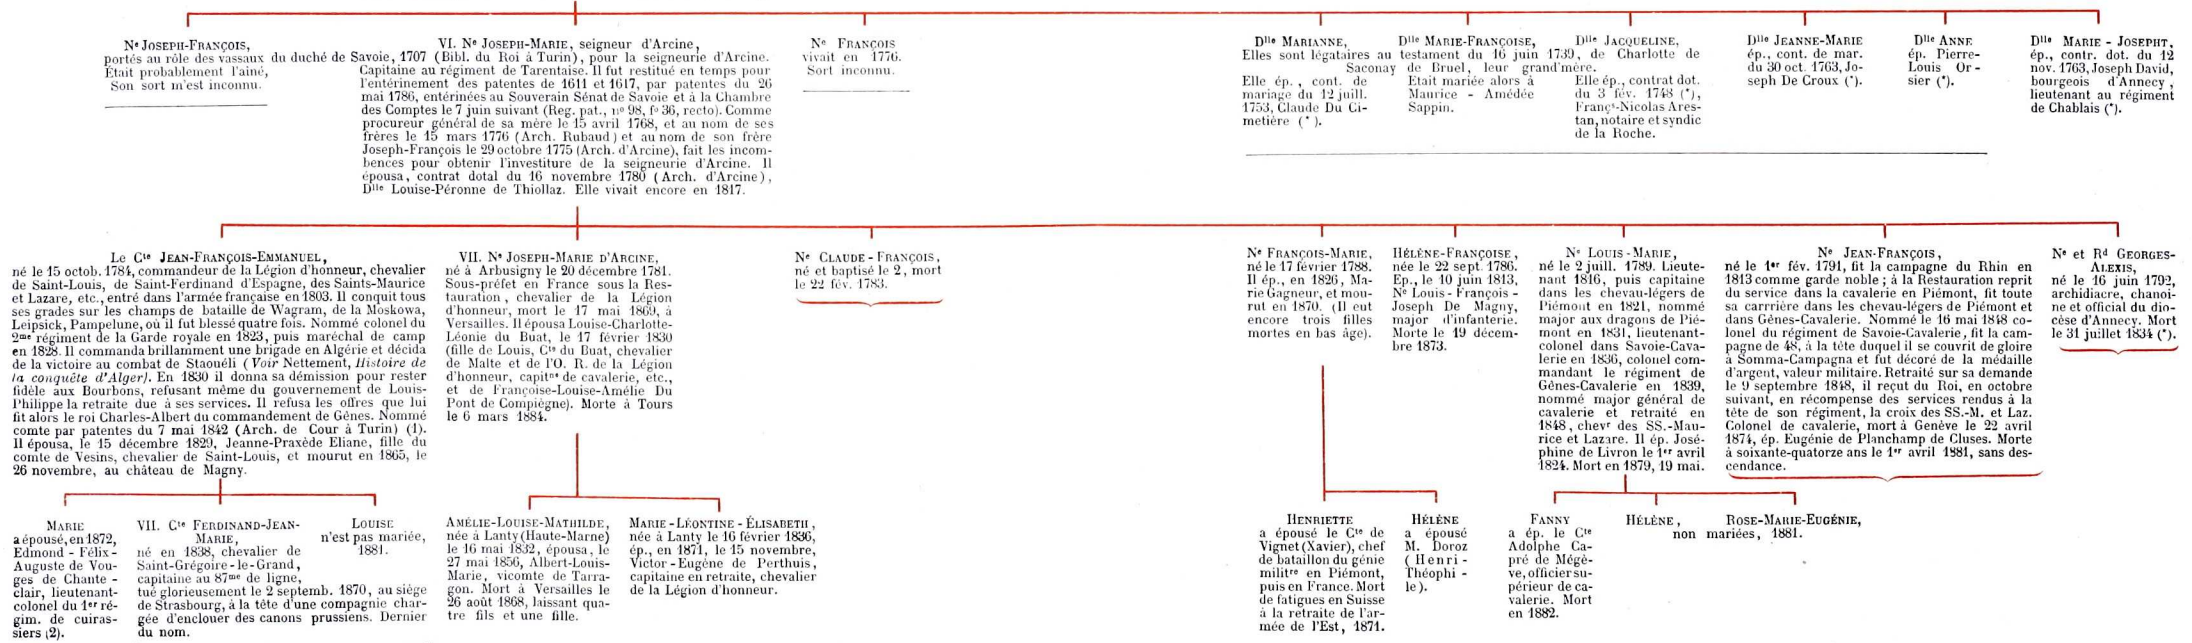 Ne JOSEPH-FRANÇOIS,
portés au rôle des vassaux du duché de Savoie, 1707 (Bibl. du Roi à Turin), pour la seigneurie d'Arcine.
Était probablement l'aîné,
Son sort m'est inconnu.
VI. Ne JOSEPH-MARIE, seigneur d'Arcine,
Capitaine au régiment de Tarentaise. Il fut restitué en temps pour
l'entérinement des patentes de 1611 et 1617, par patentes du 26
mai 1786, entérinées au Souverain Sénat de Savoie et à la Chambre
des Comptes le 7 juin suivant (Reg. pat., no 98, fo 36, recto). Comme
procureur général de sa mère le 15 avril 1768, et au nom de ses
frères le 15 mars 1776 (Arch. Rubaud) et au nom de son frère
Joseph-François le 29 octobre 1775 (Arch. d'Arcine), fait les incom-
bences pour obtenir l'investiture de la seigneurie d'Arcine. Il
épousa, contrat dotal du 16 novembre 1780 (Arch. d'Arcine),
Dlle Louise-Péronne de Thiollaz. Elle vivait encore en 1817.
Ne FRANÇOIS
vivait en 1776.
Sort inconnu.
Dlle MARIANNE, Dlle MARIE-FRANÇOISE, Dlle JACQUELINE,
Elles sont légataires au testament du 16 juin 1739, de Charlotte de
Saconay de Bruel, leur grand'mère.
Elle ép., cont. de
mariage du 12 juill.
1753, Claude Du Ci-
metière (*).
Etait mariée alors à
Maurice - Amédée
Sappin.
Elle ép., contrat dot.
du 3 fév. 1748 (*),
Françs-Nicolas Ares-
tan, notaire et syndic
de la Roche.
Dlle JEANNE-MARIE
ép., cont. de mar.
du 30 oct. 1763, Jo-
seph De Croux (*).
Dlle ANNE
ép. Pierre-
Louis Or-
sier (*).
Dlle MARIE - JOSEPHT,
ép., contr. dot. du 12
nov. 1763, Joseph David,
bourgeois d'Annecy,
lieutenant au régiment
de Chablais (*).
Le Cte JEAN-FRANÇOIS-EMMANUEL,
né le 15 octob. 1784, commandeur de la Légion d'honneur, chevalier
de Saint-Louis, de Saint-Ferdinand d'Espagne, des Saints-Maurice
et Lazare, etc., entré dans l'armée française en 1803. Il conquit tous
ses grades sur les champs de bataille de Wagram, de la Moskowa,
Leipsick, Pampelune, où il fut blessé quatre fois. Nommé colonel du
2me régiment de la Garde royale en 1823, puis maréchal de camp
en 1828. Il commanda brillamment une brigade en Algérie et décida
de la victoire au combat de Staouéli (Voir Nettement, Histoire de
la conquête d'Alger). En 1830 il donna sa démission pour rester
fidèle aux Bourbons, refusant même du gouvernement de Louis-
Philippe la retraite due à ses services. Il refusa les offres que lui
fit alors le roi Charles-Albert du commandement de Gênes. Nommé
comte par patentes du 7 mai 1842 (Arch. de Cour à Turin) (1).
Il épousa, le 15 décembre 1829, Jeanne-Praxède Eliane, fille du
comte de Vesins, chevalier de Saint-Louis, et mourut en 1865, le
26 novembre, au château de Magny.
VII. Ne JOSEPH-MARIE D'ARCINE,
né à Arbusigny le 20 décembre 1781.
Sous-préfet en France sous la Res-
tauration, chevalier de la Légion
d'honneur, mort le 17 mai 1869, à
Versailles. Il épousa Louise-Charlotte-
Léonie du Buat, le 17 février 1830
(fille de Louis, Cte du Buat, chevalier
de Malte et de l'O. R. de la Légion
d'honneur, capitne de cavalerie, etc.,
et de Françoise-Louise-Amélie Du
Pont de Compiègne). Morte à Tours
le 6 mars 1884.
Ne CLAUDE-FRANÇOIS,
né et baptisé le 2, mort
le 22 fév. 1783.
Ne FRANÇOIS-MARIE,
né le 17 février 1788.
Il ép., en 1826, Ma-
rie Gagneur, et mou-
rut en 1870. (Il eut
encore trois filles
mortes en bas âge).
HÉLÈNE-FRANÇOISE,
née le 22 sept. 1786.
Ep., le 10 juin 1813,
Ne Louis - François -
Joseph De Magny,
major d'infanterie.
Morte le 19 décem-
bre 1873.
Ne LOUIS-MARIE,
né le 2 juill. 1789. Lieute-
nant 1816, puis capitaine
dans les chevau-légers de
Piémont en 1821, nommé
major aux dragons de Pié-
mont en 1831, lieutenant-
colonel dans Savoie-Cava-
lerie en 1836, colonel com-
mandant le régiment de
Gênes-Cavalerie en 1839,
nommé major général de
cavalerie et retraité en
1848, chevr des SS.-Mau-
rice et Lazare. Il ép. José-
phine de Livron le 1er avril
1824. Mort en 1879, 19 mai.
Ne JEAN-FRANÇOIS,
né le 1er fév. 1791, fit la campagne du Rhin en
1813 comme garde noble; à la Restauration reprit
du service dans la cavalerie en Piémont, fit toute
sa carrrière dans les chevau-légers de Piémont et
dans Gênes-Cavalerie. Nommé le 16 mai 1848 co-
lonel du régiment de Savoie-Cavalerie, fit la cam-
pagne de 48, à la tête duquel il se couvrit de gloire
à Somma-Campagna et fut décoré de la médaille
d'argent, valeur militaire. Retraité sur sa demande
le 9 septembre 1848, il reçut du Roi, en octobre
suivant, en récompense des services rendus à la
tête de son régiment, la croix des SS.-M. et Laz.
Colonel de cavalerie, mort à Genève le 22 avril
1874, ép. Eugénie de Planchamp de Cluses. Morte
à soixante-quatorze ans le 1er avril 1881, sans des-
cendance.
Ne et Rd GEORGES-
ALEXIS,
né le 16 juin 1792,
archidiacre, chanoi-
ne et official du dio-
cèse d'Annecy. Mort
le 31 juillet 1834 (*).
MARIE
a épousé, en 1872,
Edmond - Félix -
Auguste de Vou-
ges de Chante -
clair, lieutenant-
colonel du 1er ré-
gim. de cuiras-
siers (2).
VII. Cte FERDINAND-JEAN-
MARIE,
né en 1838, chevalier de
Saint-Grégoire-le-Grand,
capitaine au 87me de ligne,
tué glorieusement le 2 septemb. 1870, au siège
de Strasbourg, à la tête d'une compagnie char-
gée d'enclouer des canons prussiens. Dernier
du nom.
LOUISE
n'est pas mariée,
1881.
AMÉLIE-LOUISE-MATHILDE,
née à Lanty (Haute-Marne)
le 16 mai 1832, épousa, le
27 mai 1856, Albert-Louis-
Marie, vicomte de Tarra-
gon. Mort à Versailles le
26 août 1868, laissant qua-
tre fils et une fille.
MARIE - LÉONTINE - ÉLISABETH,
née à Lanty le 16 février 1836,
ép., en 1871, le 15 novembre,
Victor-Eugène de Perthuis,
capitaine en retraite, chevalier
de la Légion d'honneur.
HENRIETTE
a épousé le Cte de
Vignet (Xavier), chef
de bataillon du génie
militre en Piémont,
puis en France. Mort
de fatigues en Suisse
à la retraite de l'ar-
mée de l'Est, 1871.
HÉLÈNE
a épousé
M. Doroz
(Henri-
Théophi -
le).
FANNY
a ép. le Cte
Adolphe Ca-
pré de Mégè-
ve, officier su-
périeur de ca-
valerie. Mort
en 1882.
HÉLÈNE, ROSE-MARIE-EUGÉNIE,
non mariées, 1881.